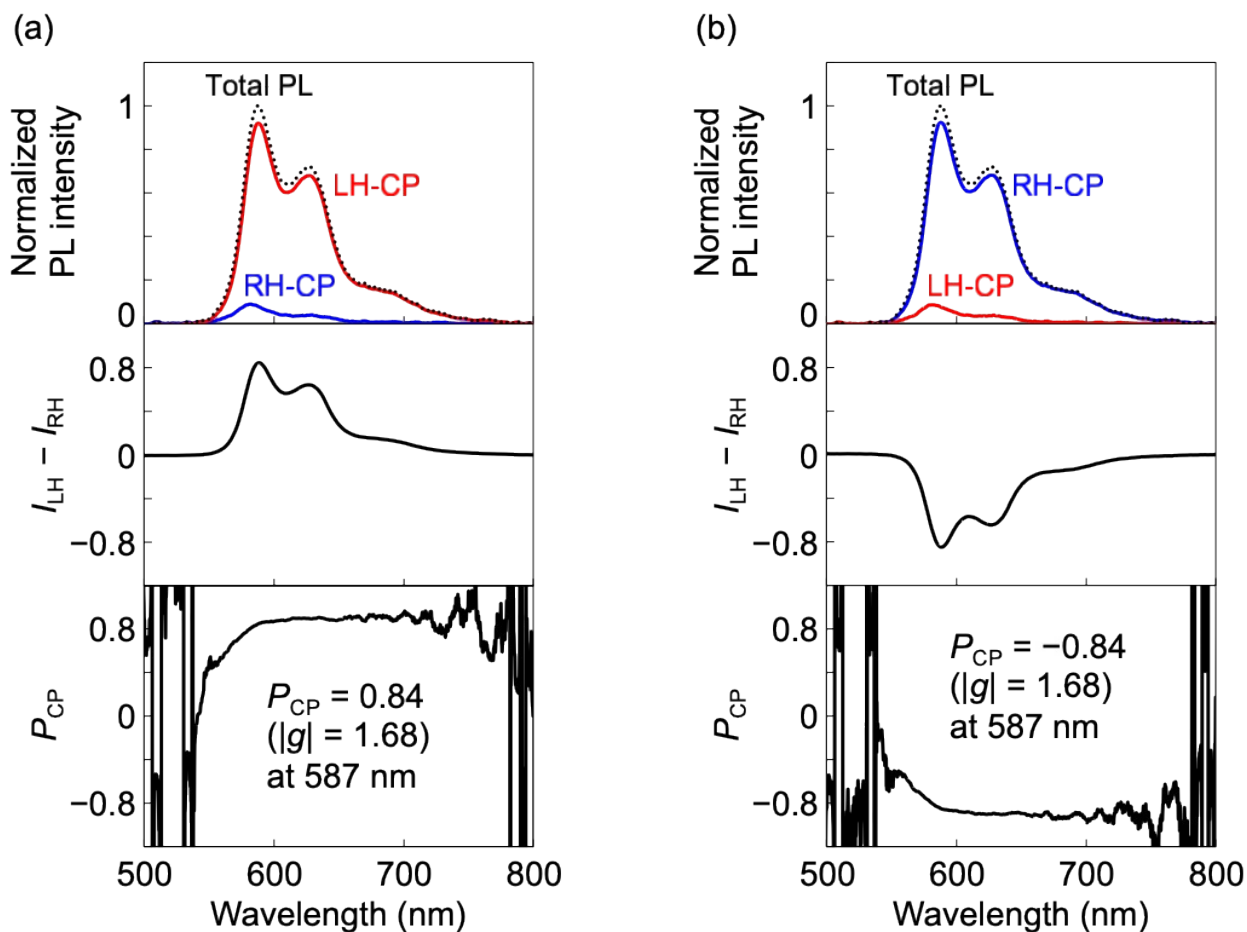 (a)
Normalized
PL intensity
1
0
Total PL
LH-CP
RH-CP
I_LH − I_RH
0.8
0
−0.8
P_CP
0.8
0
−0.8
P_CP = 0.84
(|g| = 1.68)
at 587 nm
500 600 700 800
Wavelength (nm)
(b)
Normalized
PL intensity
1
0
Total PL
RH-CP
LH-CP
I_LH − I_RH
0.8
0
−0.8
P_CP
0.8
0
−0.8
P_CP = −0.84
(|g| = 1.68)
at 587 nm
500 600 700 800
Wavelength (nm)